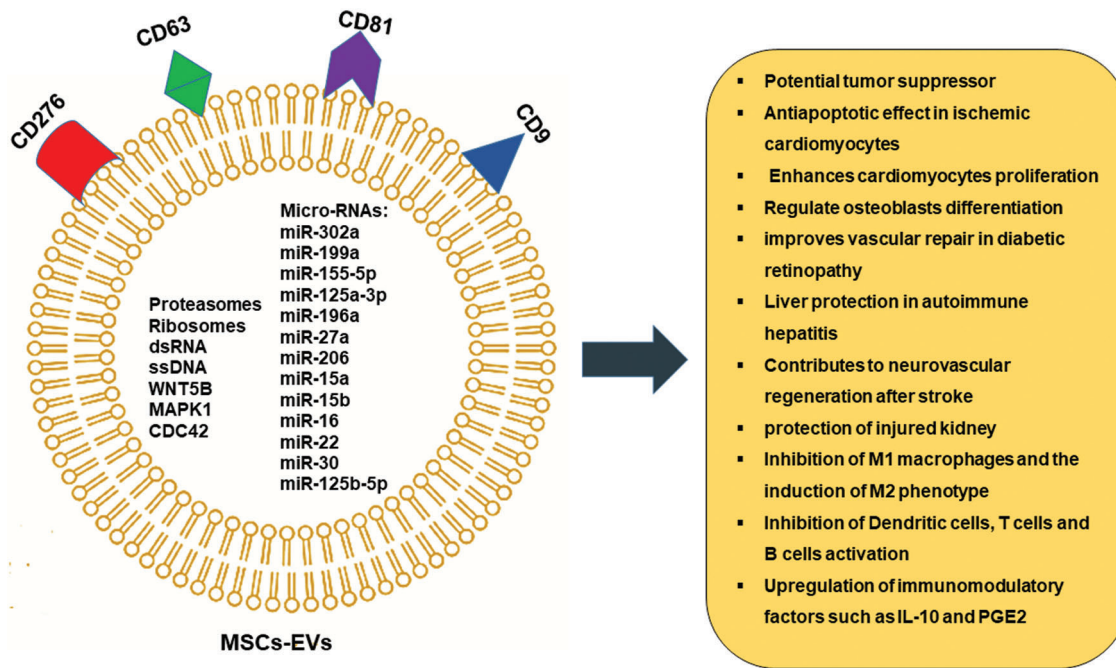 CD276
CD63
CD81
CD9
Proteasomes
Ribosomes
dsRNA
ssDNA
WNT5B
MAPK1
CDC42
Micro-RNAs:
miR-302a
miR-199a
miR-155-5p
miR-125a-3p
miR-196a
miR-27a
miR-206
miR-15a
miR-15b
miR-16
miR-22
miR-30
miR-125b-5p
MSCs-EVs
▪ Potential tumor suppressor
▪ Antiapoptotic effect in ischemic
cardiomyocytes
▪ Enhances cardiomyocytes proliferation
▪ Regulate osteoblasts differentiation
▪ improves vascular repair in diabetic
retinopathy
▪ Liver protection in autoimmune
hepatitis
▪ Contributes to neurovascular
regeneration after stroke
▪ protection of injured kidney
▪ Inhibition of M1 macrophages and the
induction of M2 phenotype
▪ Inhibition of Dendritic cells, T cells and
B cells activation
▪ Upregulation of immunomodulatory
factors such as IL-10 and PGE2